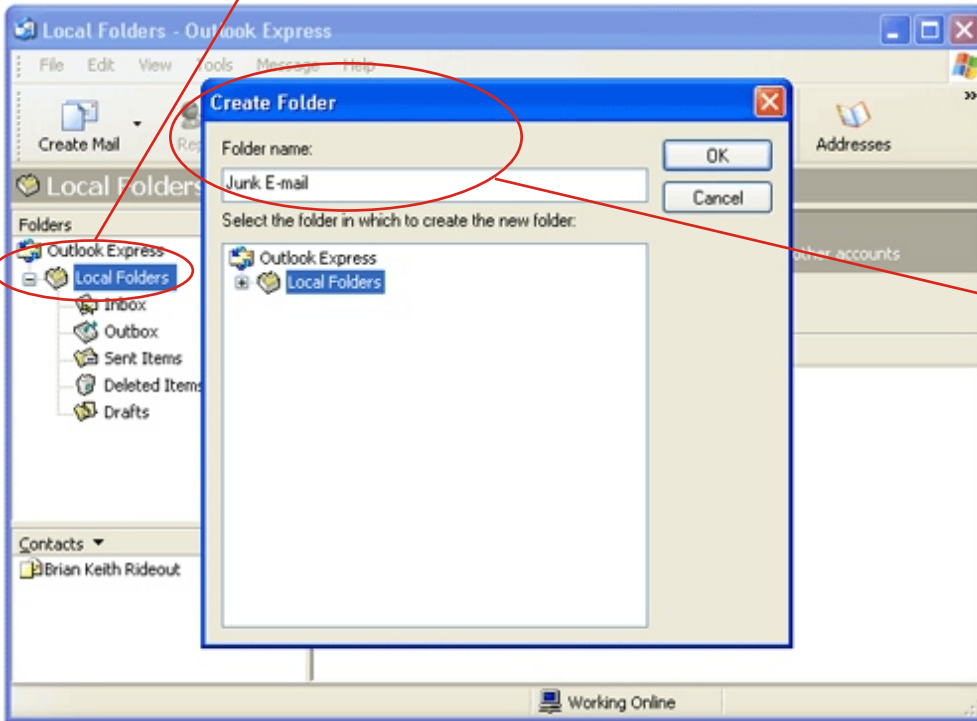 Local Folders - Outlook Express
File Edit View Tools Message Help
Create Mail
Addresses
Local Folders
Folders
Outlook Express
Local Folders
Inbox
Outbox
Sent Items
Deleted Items
Drafts
Contacts
Brian Keith Rideout
Create Folder
Folder name:
Junk E-mail
OK
Cancel
Select the folder in which to create the new folder:
Outlook Express
Local Folders
other accounts
Working Online